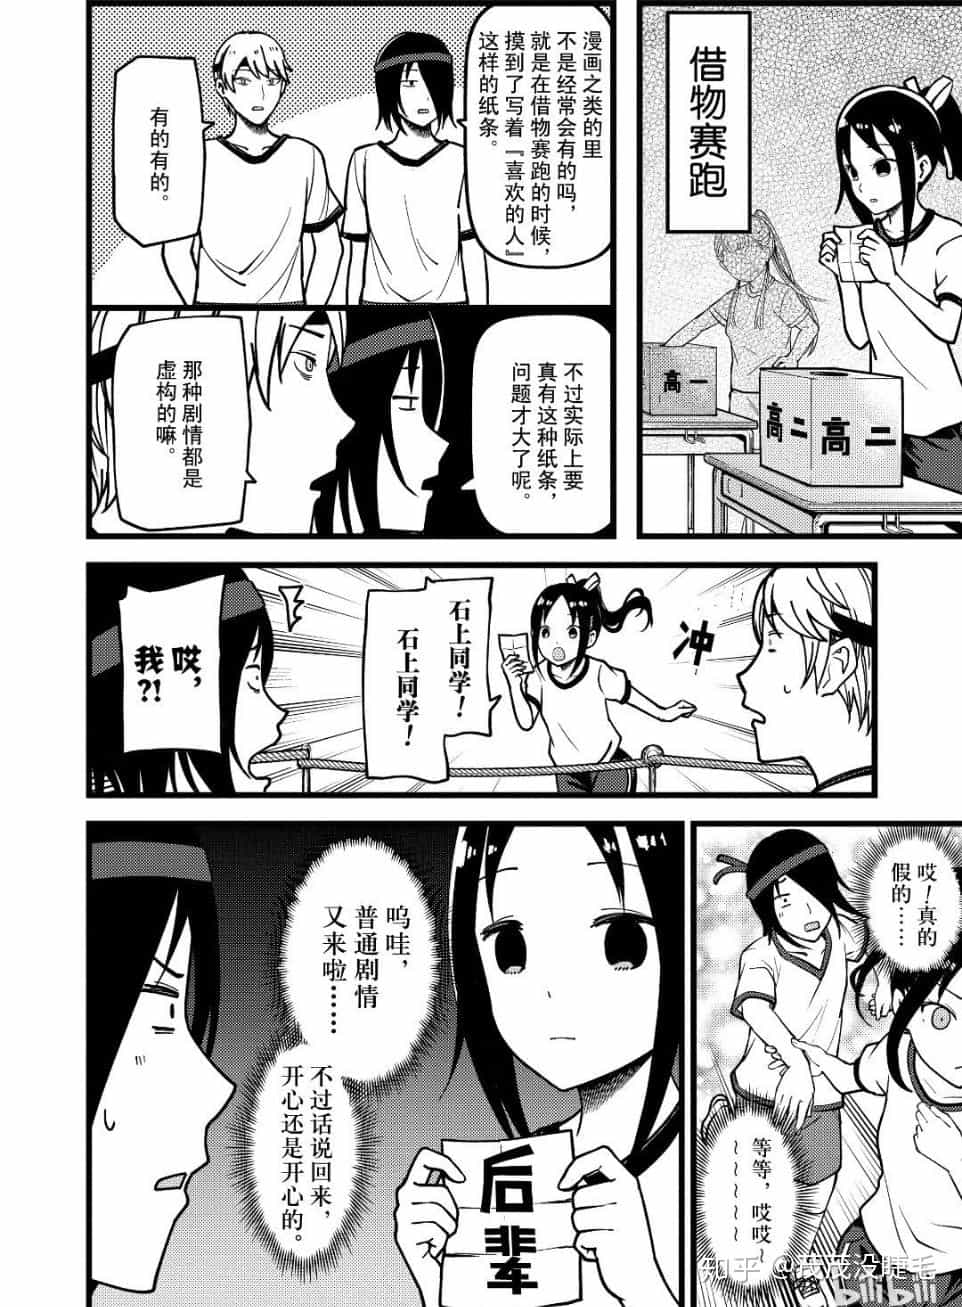 借物赛跑
高一
高二
高二
漫画之类的里
不是经常会有的吗，
就是在借物赛跑的时候，
摸到了写着『喜欢的人』
这样的纸条。
有的有的。
不过实际上要
真有这种纸条，
问题才大了呢。
那种剧情都是
虚构的嘛。
冲
石上同学！
石上同学！
哎，
我?!
哎！真的
假的……
等等，哎哎~
~~~~~
呜哇，
普通剧情
又来啦……
不过话说回来，
开心还是开心的。
后辈
知乎 @茂茂没睫毛
bilibili